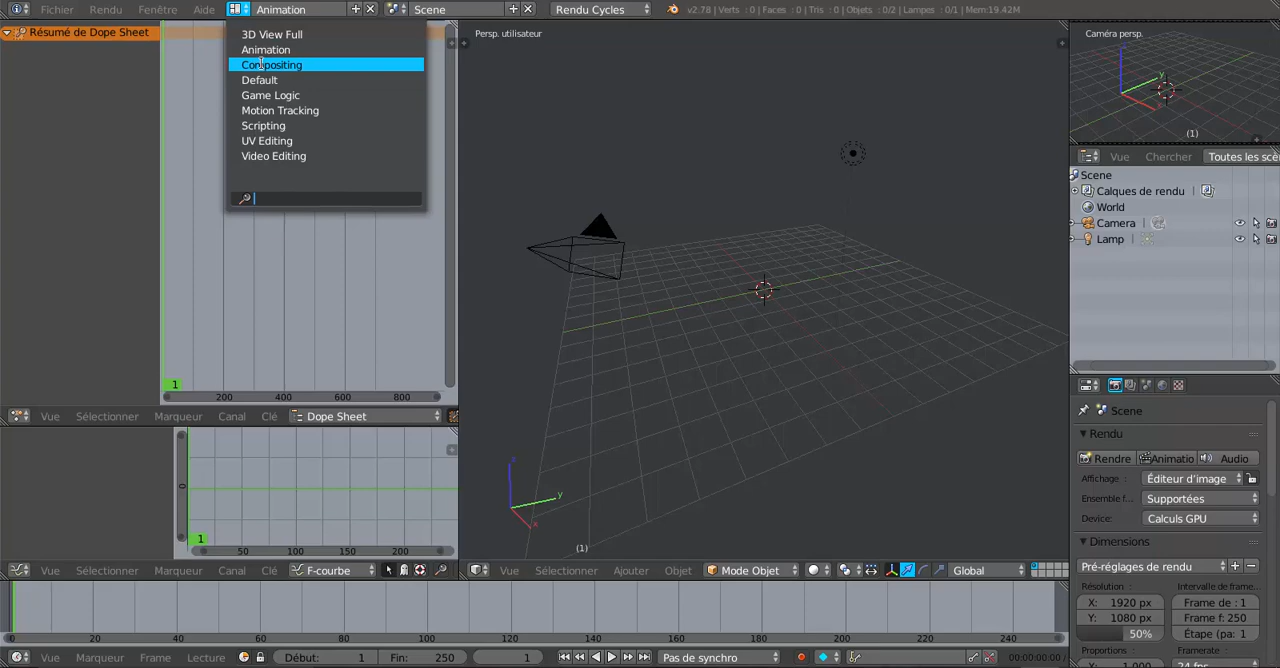 Fichier Rendu Fenêtre Aide Animation Scene Rendu Cycles v2.78 | Verts : 0 | Faces : 0 | Tris : 0 | Objets : 0/2 | Lampes : 0/1 | Mem:19.42M
Résumé de Dope Sheet
3D View Full
Animation
Compositing
Default
Game Logic
Motion Tracking
Scripting
UV Editing
Video Editing
1
200 400 600 800
Vue Sélectionner Marqueur Canal Clé Dope Sheet
1
50 100 150 200
Vue Sélectionner Marqueur Canal Clé F-courbe
Persp. utilisateur
z
y
x
(1)
Vue Sélectionner Ajouter Objet Mode Objet Global
Caméra persp.
z
y
x
(1)
Vue Chercher Toutes les scè
Scene
Calques de rendu |
World
Camera |
Lamp |
Scene
Rendu
Rendre Animatio Audio
Affichage : Éditeur d'image
Ensemble f... Supportées
Device: Calculs GPU
Dimensions
Pré-réglages de rendu
Résolution : Intervalle de frame...
X: 1920 px Frame de : 1
Y: 1080 px Frame f: 250
50% Étape (pa: 1
Framerate:
24 fps
0 20 40 60 80 100 120 140 160 180 200 220 240
Vue Marqueur Frame Lecture Début: 1 Fin: 250 1 Pas de synchro 00:00:00:00 /